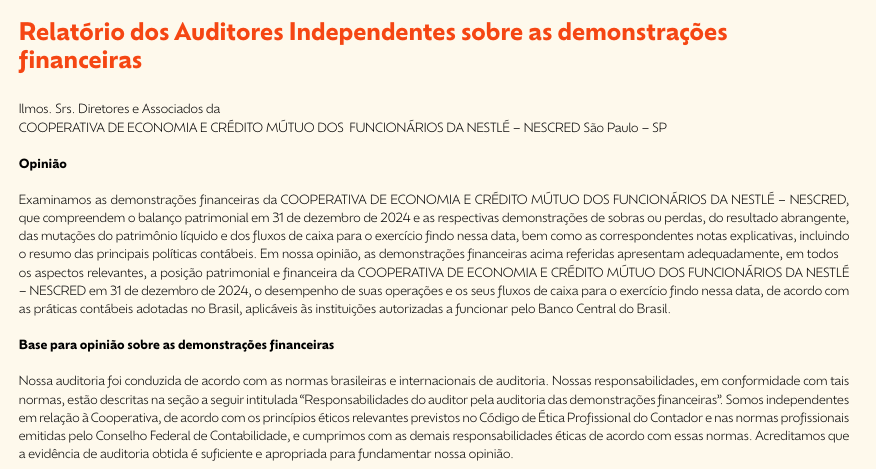 Relatório dos Auditores Independentes sobre as demonstrações
financeiras
Ilmos. Srs. Diretores e Associados da
COOPERATIVA DE ECONOMIA E CRÉDITO MÚTUO DOS FUNCIONÁRIOS DA NESTLÉ – NESCRED São Paulo – SP
Opinião
Examinamos as demonstrações financeiras da COOPERATIVA DE ECONOMIA E CRÉDITO MÚTUO DOS FUNCIONÁRIOS DA NESTLÉ – NESCRED,
que compreendem o balanço patrimonial em 31 de dezembro de 2024 e as respectivas demonstrações de sobras ou perdas, do resultado abrangente,
das mutações do patrimônio líquido e dos fluxos de caixa para o exercício findo nessa data, bem como as correspondentes notas explicativas, incluindo
o resumo das principais políticas contábeis. Em nossa opinião, as demonstrações financeiras acima referidas apresentam adequadamente, em todos
os aspectos relevantes, a posição patrimonial e financeira da COOPERATIVA DE ECONOMIA E CRÉDITO MÚTUO DOS FUNCIONÁRIOS DA NESTLÉ
– NESCRED em 31 de dezembro de 2024, o desempenho de suas operações e os seus fluxos de caixa para o exercício findo nessa data, de acordo com
as práticas contábeis adotadas no Brasil, aplicáveis às instituições autorizadas a funcionar pelo Banco Central do Brasil.
Base para opinião sobre as demonstrações financeiras
Nossa auditoria foi conduzida de acordo com as normas brasileiras e internacionais de auditoria. Nossas responsabilidades, em conformidade com tais
normas, estão descritas na seção a seguir intitulada “Responsabilidades do auditor pela auditoria das demonstrações financeiras”. Somos independentes
em relação à Cooperativa, de acordo com os princípios éticos relevantes previstos no Código de Ética Profissional do Contador e nas normas profissionais
emitidas pelo Conselho Federal de Contabilidade, e cumprimos com as demais responsabilidades éticas de acordo com essas normas. Acreditamos que
a evidência de auditoria obtida é suficiente e apropriada para fundamentar nossa opinião.